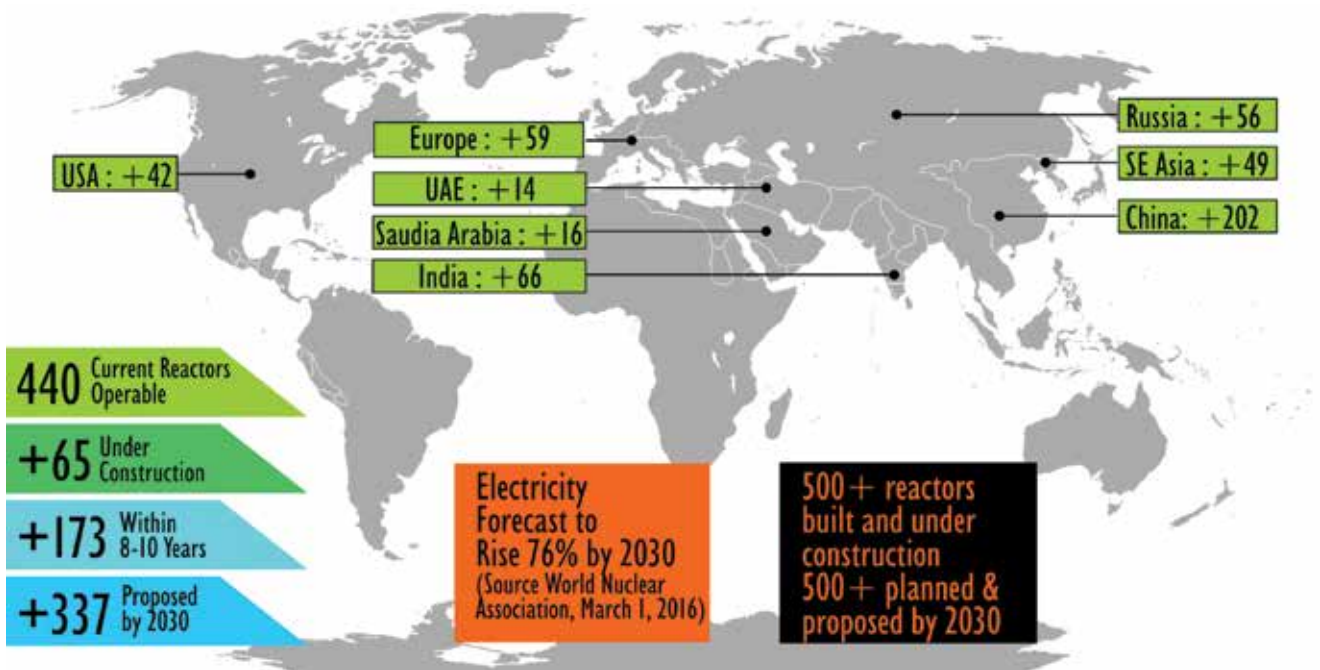 USA : +42
Europe : +59
UAE : +14
Saudia Arabia : +16
India : +66
Russia : +56
SE Asia : +49
China: +202
440 Current Reactors
Operable
+65 Under
Construction
+173 Within
8-10 Years
+337 Proposed
by 2030
Electricity
Forecast to
Rise 76% by 2030
(Source World Nuclear
Association, March 1, 2016)
500+ reactors
built and under
construction
500+ planned &
proposed by 2030